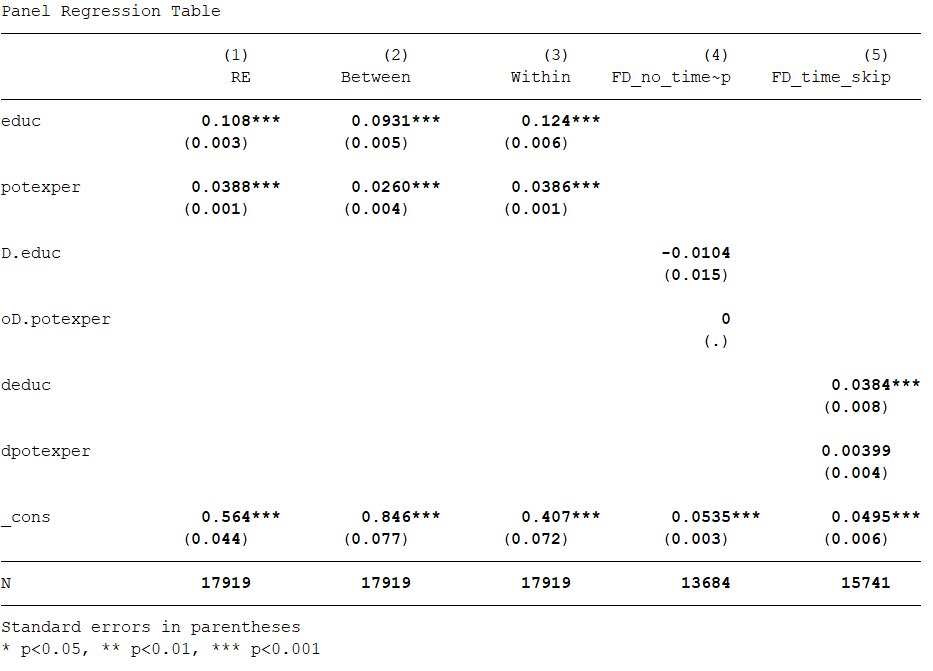 Panel Regression Table
(1) (2) (3) (4) (5)
RE Between Within FD_no_time~p FD_time_skip
educ 0.108*** 0.0931*** 0.124***
(0.003) (0.005) (0.006)
potexper 0.0388*** 0.0260*** 0.0386***
(0.001) (0.004) (0.001)
D.educ -0.0104
(0.015)
oD.potexper 0
(.)
deduc 0.0384***
(0.008)
dpotexper 0.00399
(0.004)
_cons 0.564*** 0.846*** 0.407*** 0.0535*** 0.0495***
(0.044) (0.077) (0.072) (0.003) (0.006)
N 17919 17919 17919 13684 15741
Standard errors in parentheses
* p<0.05, ** p<0.01, *** p<0.001